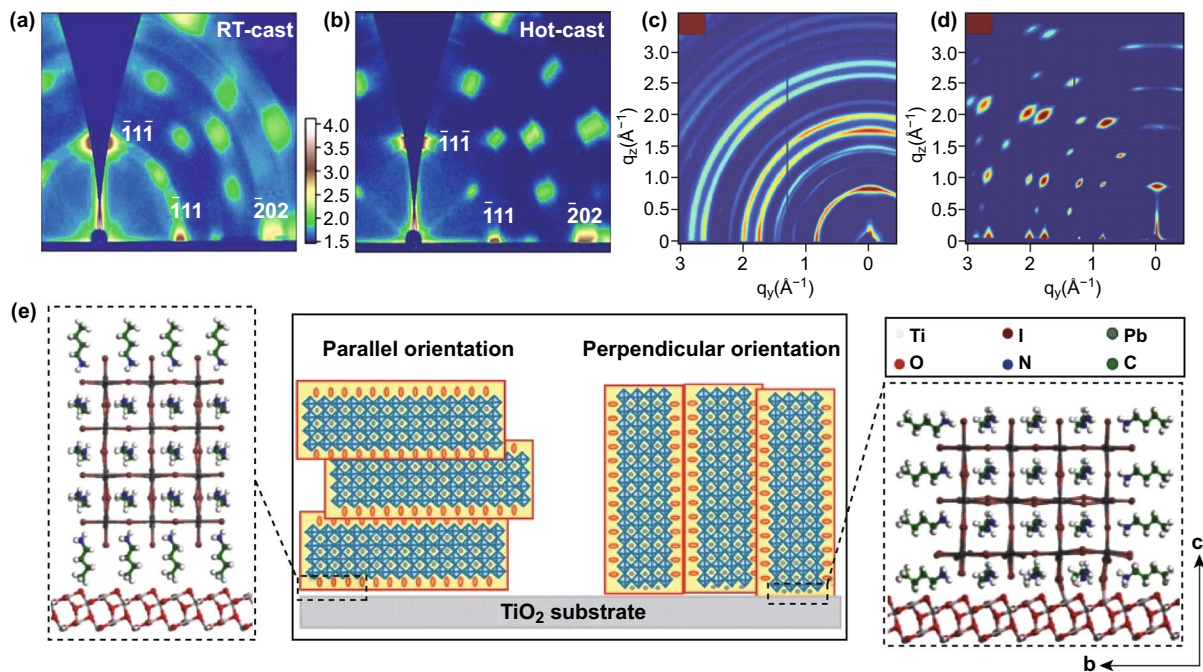 (a) RT-cast
1̄11̄
1̄11
2̄02
4.0
3.5
3.0
2.5
2.0
1.5
(b) Hot-cast
1̄11̄
1̄11
2̄02
(c)
3.0
2.5
2.0
1.5
1.0
0.5
0
qz(Å⁻¹)
3 2 1 0
qy(Å⁻¹)
(d)
3.0
2.5
2.0
1.5
1.0
0.5
0
qz(Å⁻¹)
3 2 1 0
qy(Å⁻¹)
(e)
Parallel orientation
Perpendicular orientation
TiO₂ substrate
Ti I Pb
O N C
c
b